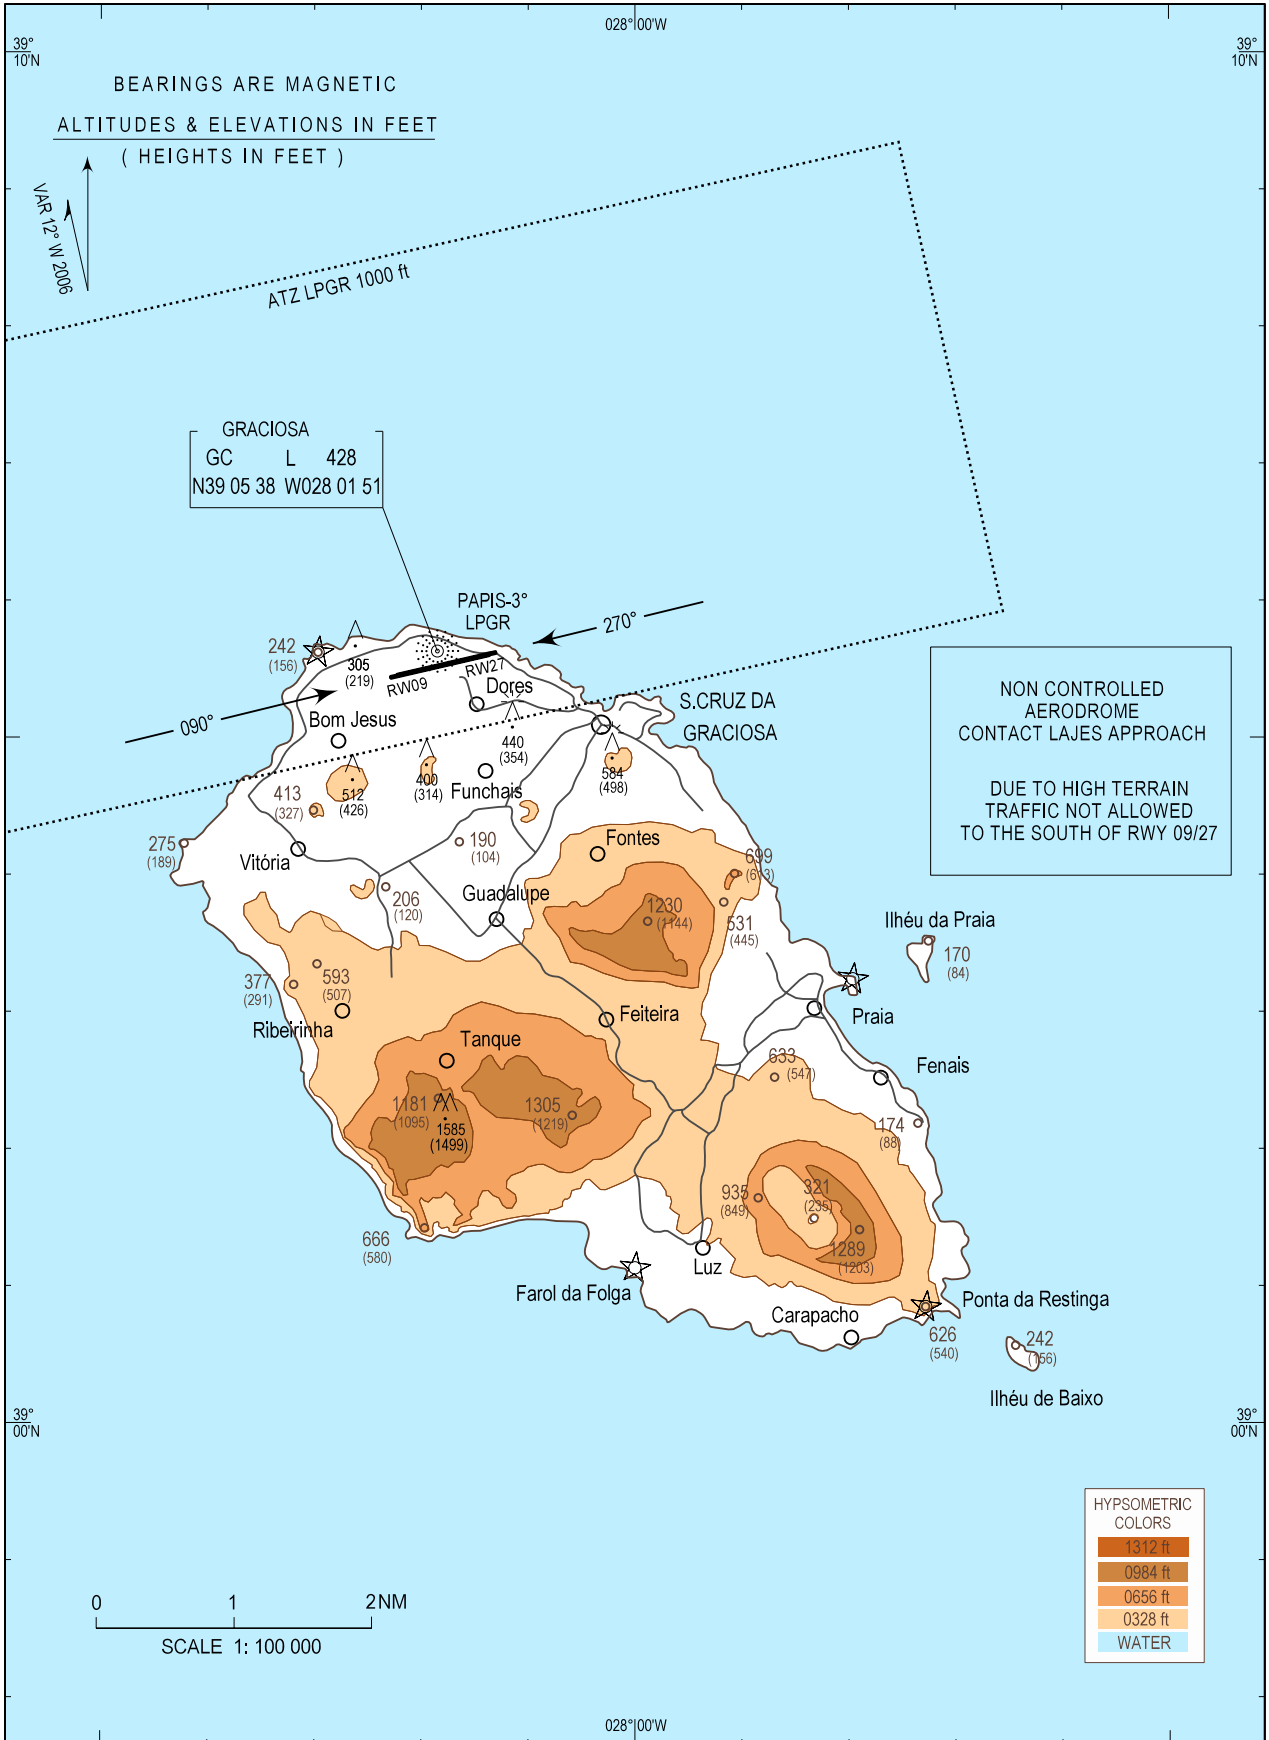 028°00'W
39°
10'N
39°
10'N
BEARINGS ARE MAGNETIC
ALTITUDES & ELEVATIONS IN FEET
( HEIGHTS IN FEET )
VAR 12° W 2006
ATZ LPGR 1000 ft
GRACIOSA
GC L 428
N39 05 38 W028 01 51
PAPIS-3°
LPGR
270°
242
(156)
305
(219)
RW09
RW27
Dores
090°
Bom Jesus
S.CRUZ DA
GRACIOSA
NON CONTROLLED
AERODROME
CONTACT LAJES APPROACH
DUE TO HIGH TERRAIN
TRAFFIC NOT ALLOWED
TO THE SOUTH OF RWY 09/27
440
(354)
400
(314)
584
(498)
512
(426)
Funchais
413
(327)
275
(189)
Vitória
190
(104)
Fontes
699
(613)
206
(120)
Guadalupe
1230
(1144)
531
(445)
Ilhéu da Praia
170
(84)
377
(291)
593
(507)
Ribeirinha
Feiteira
Praia
Tanque
633
(547)
Fenais
1181
(1095)
1305
(1219)
1585
(1499)
174
(88)
935
(849)
321
(235)
1289
(1203)
666
(580)
Luz
Farol da Folga
Carapacho
Ponta da Restinga
626
(540)
242
(156)
Ilhéu de Baixo
39°
00'N
39°
00'N
HYPSOMETRIC
COLORS
1312 ft
0984 ft
0656 ft
0328 ft
WATER
0 1 2NM
SCALE 1: 100 000
028°00'W